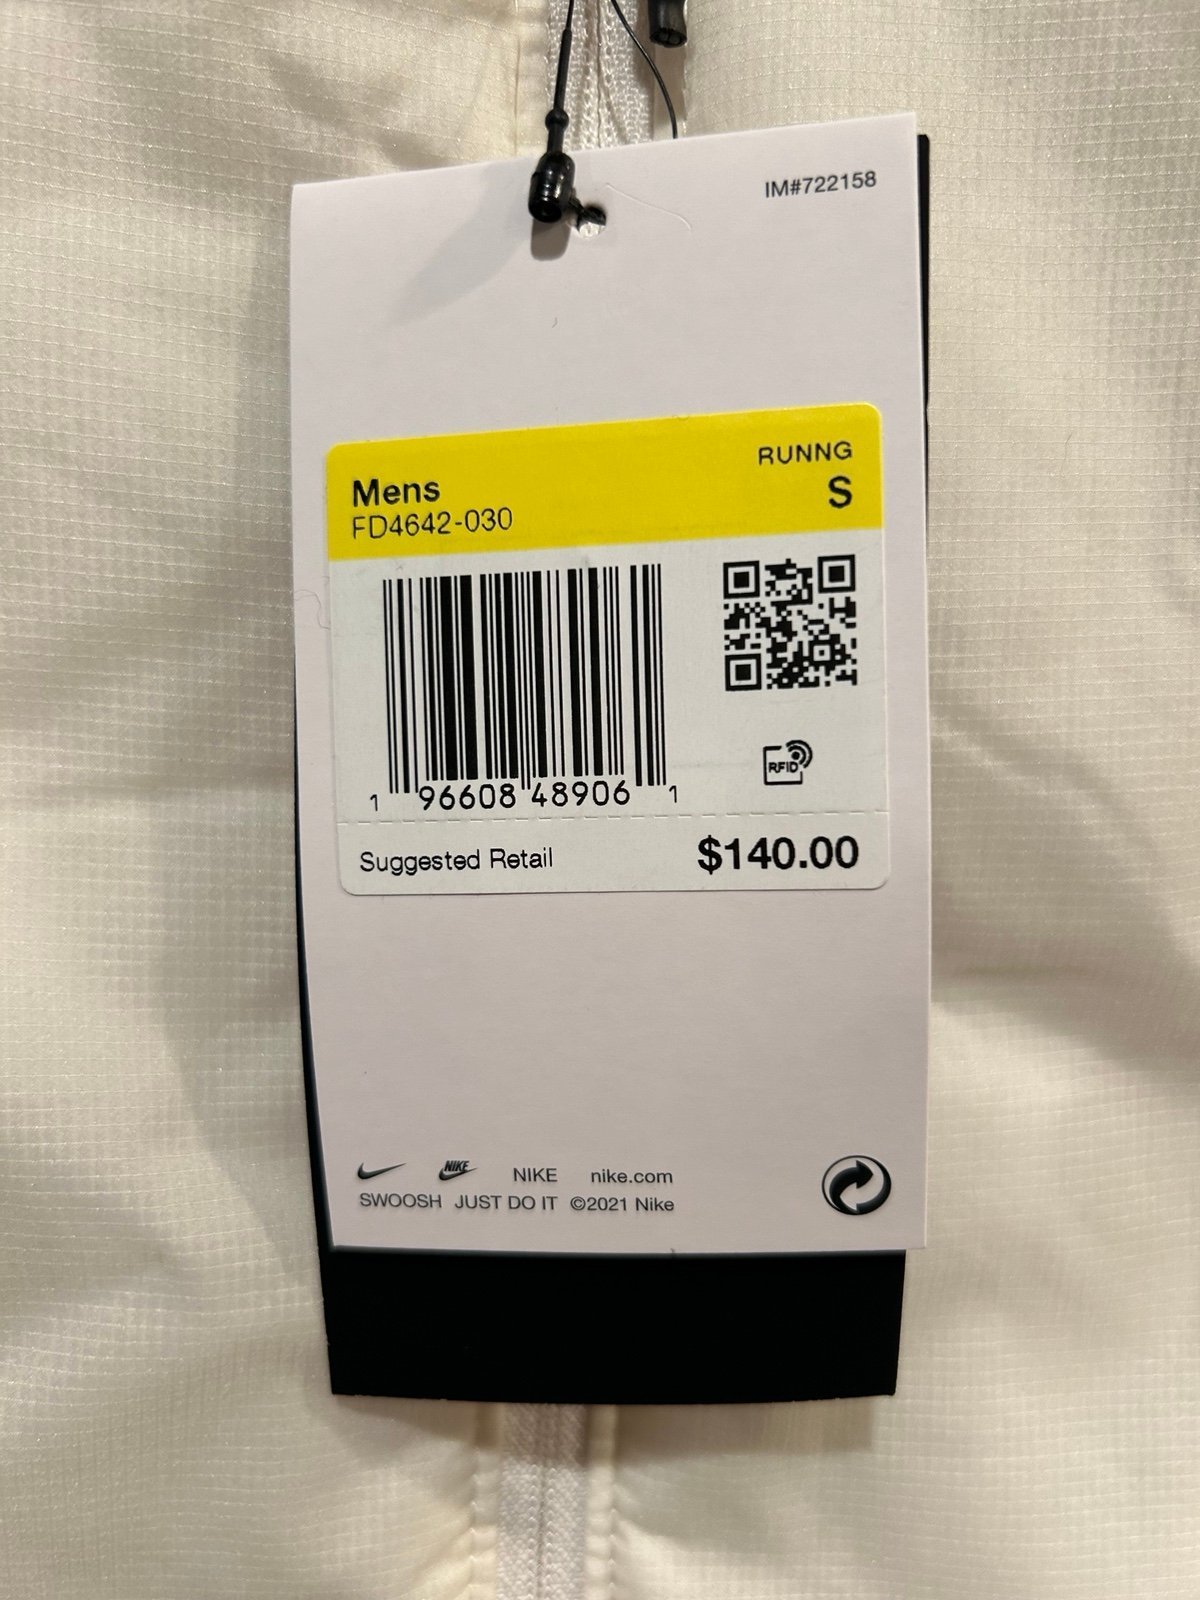 IM#722158
RUNNG
Mens
S
FD4642-030
1 96608 48906 1
RFID
Suggested Retail $140.00
NIKE NIKE nike.com
SWOOSH JUST DO IT ©2021 Nike